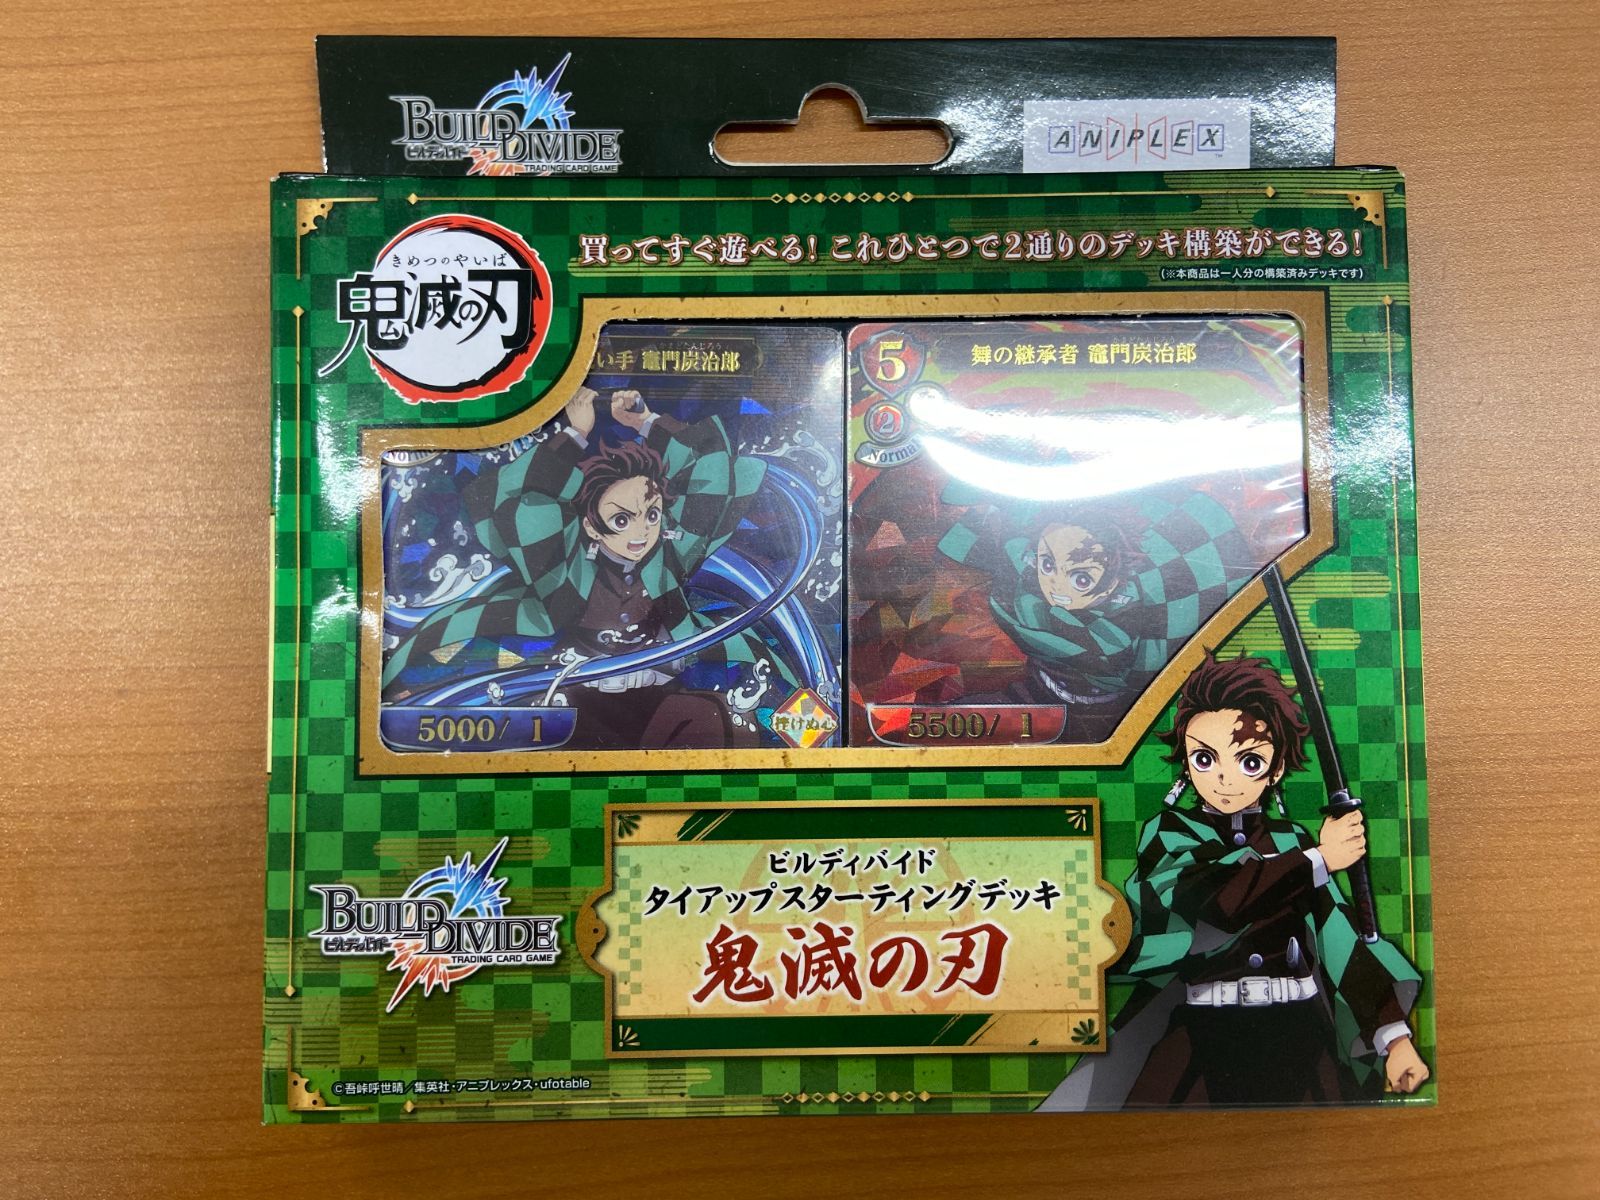 BUILD DIVIDE
ビルディバイド
TRADING CARD GAME
ANIPLEX
きめつのやいば
鬼滅の刃
買ってすぐ遊べる！これひとつで2通りのデッキ構築ができる！
(※本商品は一人分の構築済みデッキです)
い手 竈門炭治郎
5000/ 1
挫けぬ心
5
舞の継承者 竈門炭治郎
2
Norma
5500/ 1
BUILD DIVIDE
ビルディバイド
TRADING CARD GAME
ビルディバイド
タイアップスターティングデッキ
鬼滅の刃
©吾峠呼世晴／集英社・アニプレックス・ufotable